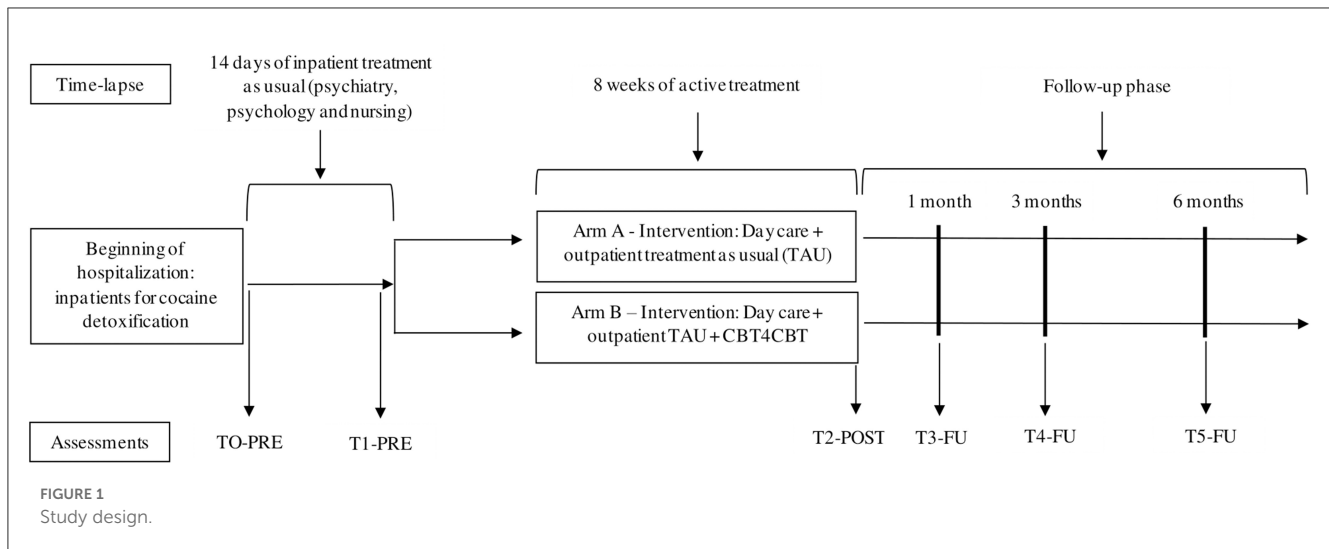 Time-lapse
14 days of inpatient treatment
as usual (psychiatry,
psychology and nursing)
8 weeks of active treatment
Follow-up phase
1 month
3 months
6 months
Beginning of
hospitalization:
inpatients for cocaine
detoxification
Arm A - Intervention: Day care +
outpatient treatment as usual (TAU)
Arm B – Intervention: Day care +
outpatient TAU + CBT4CBT
Assessments
TO-PRE
T1-PRE
T2-POST
T3-FU
T4-FU
T5-FU
FIGURE 1
Study design.